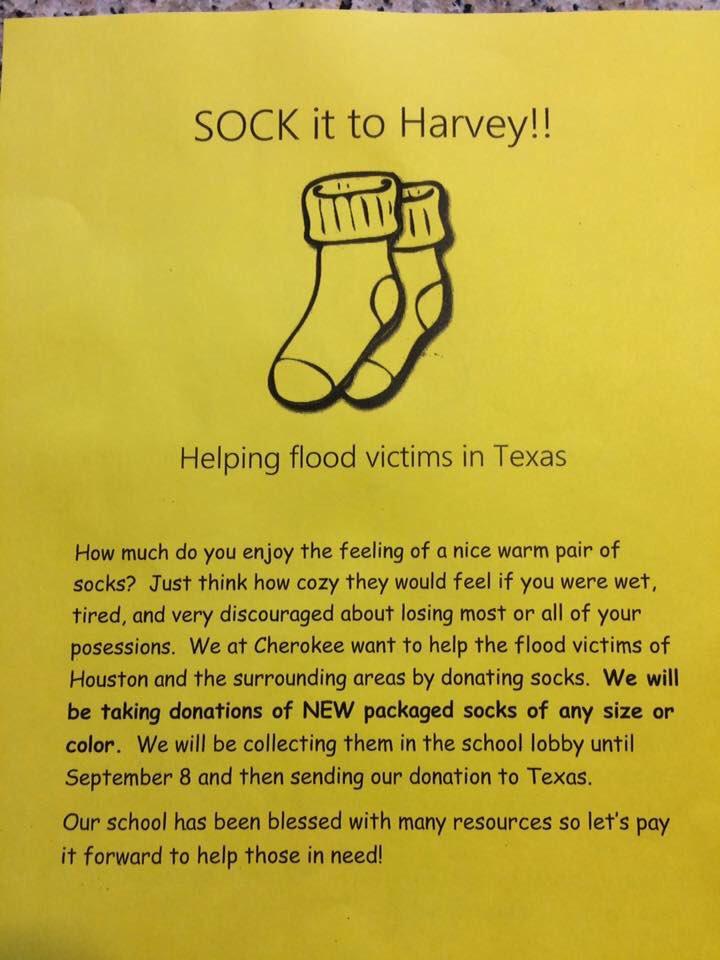 SOCK it to Harvey!!
Helping flood victims in Texas
How much do you enjoy the feeling of a nice warm pair of
socks? Just think how cozy they would feel if you were wet,
tired, and very discouraged about losing most or all of your
posessions. We at Cherokee want to help the flood victims of
Houston and the surrounding areas by donating socks. We will
be taking donations of NEW packaged socks of any size or
color. We will be collecting them in the school lobby until
September 8 and then sending our donation to Texas.
Our school has been blessed with many resources so let's pay
it forward to help those in need!